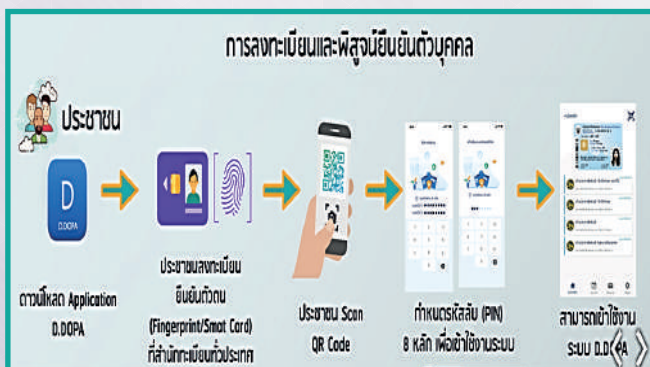 การลงทะเบียนและพิสูจน์ยืนยันตัวบุคคล
ประชาชน
D
D.DOPA
ดาวน์โหลด Application
D.DOPA
ประชาชนลงทะเบียน
ยืนยันตัวตน
(Fingerprint/Smat Card)
ที่สำนักทะเบียนทั่วประเทศ
ประชาชน Scan
QR Code
กำหนดรหัสลับ (PIN)
8 หลัก เพื่อเข้าใช้งานระบบ
สามารถเข้าใช้งาน
ระบบ D.DOPA